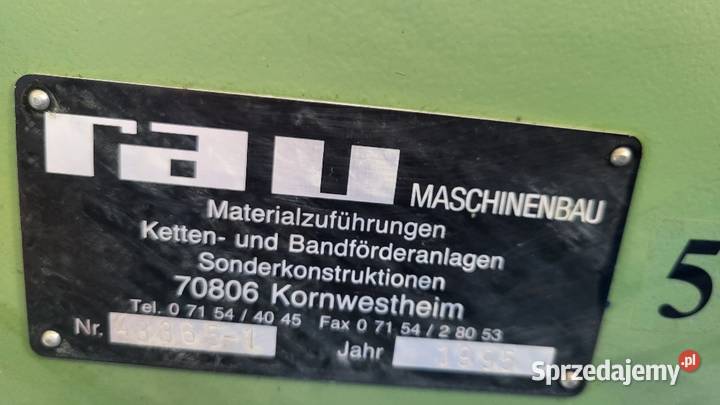 rau MASCHINENBAU
Materialzuführungen
Ketten- und Bandförderanlagen
Sonderkonstruktionen
70806 Kornwestheim
Tel. 0 71 54 / 40 45 Fax 0 71 54 / 2 80 53
Nr. Jahr 1995
5
Sprzedajemy.pl